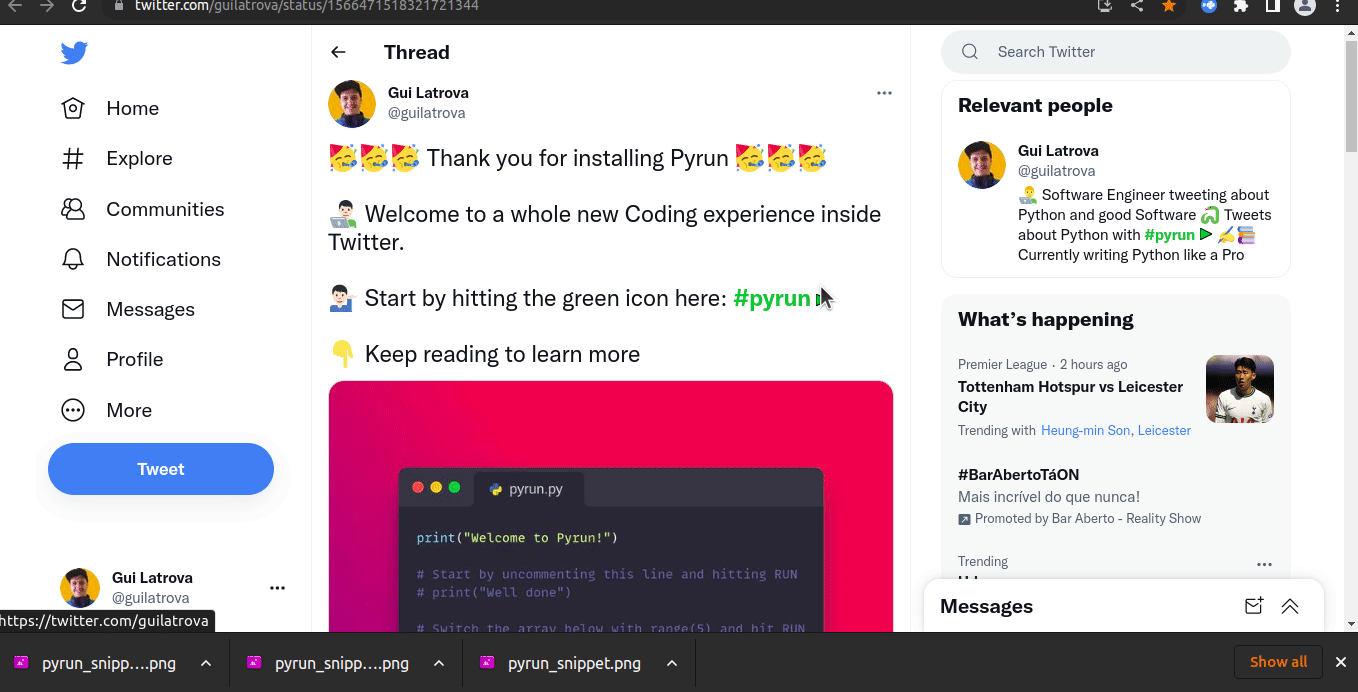 twitter.com/guilatrova/status/1566471518321721344
Home
Explore
Communities
Notifications
Messages
Profile
More
Tweet
Gui Latrova
@guilatrova
https://twitter.com/guilatrova
Thread
Gui Latrova
@guilatrova
🥳🥳🥳 Thank you for installing Pyrun 🥳🥳🥳
👨🏻‍💻 Welcome to a whole new Coding experience inside
Twitter.
💁🏻‍♂️ Start by hitting the green icon here: #pyrun
👇 Keep reading to learn more
pyrun.py
print("Welcome to Pyrun!")
# Start by uncommenting this line and hitting RUN
# print("Well done")
# Switch the array below with range(5) and hit RUN
Search Twitter
Relevant people
Gui Latrova
@guilatrova
Software Engineer tweeting about
Python and good Software 🐍 Tweets
about Python with #pyrun ▶ ✍️📚
Currently writing Python like a Pro
What's happening
Premier League · 2 hours ago
Tottenham Hotspur vs Leicester
City
Trending with Heung-min Son, Leicester
#BarAbertoTáON
Mais incrível do que nunca!
Promoted by Bar Aberto - Reality Show
Trending
Messages
pyrun_snipp....png
pyrun_snipp....png
pyrun_snippet.png
Show all